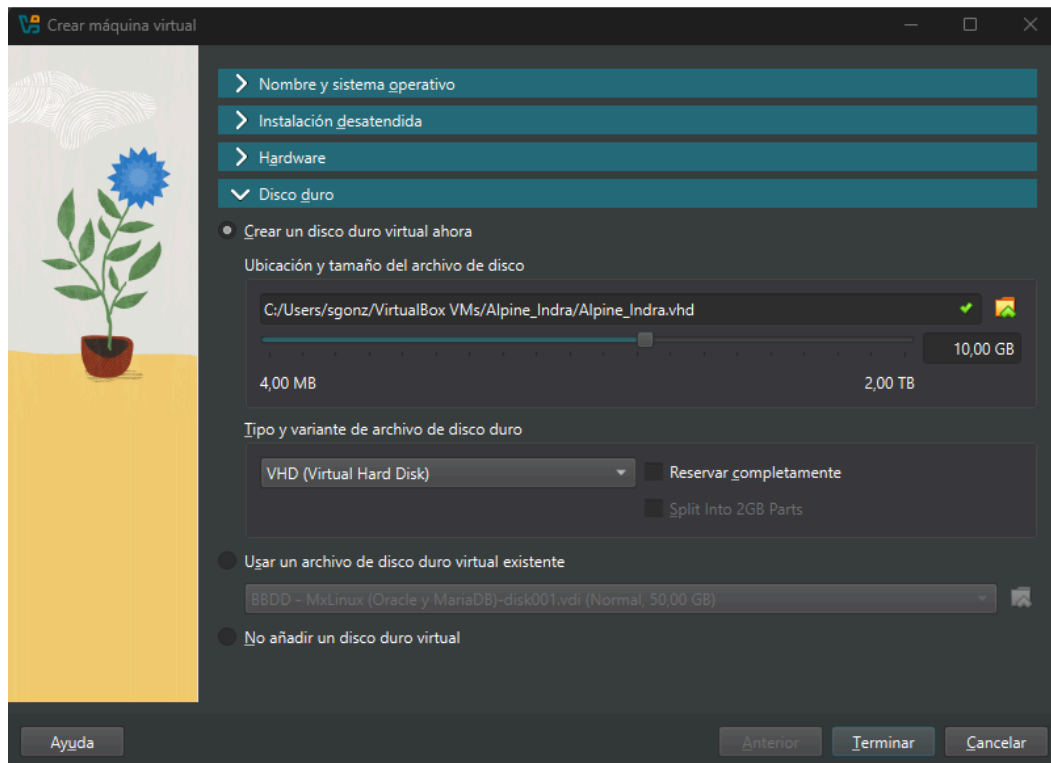 Crear máquina virtual
Nombre y sistema operativo
Instalación desatendida
Hardware
Disco duro
Crear un disco duro virtual ahora
Ubicación y tamaño del archivo de disco
C:/Users/sgonz/VirtualBox VMs/Alpine_Indra/Alpine_Indra.vhd
10,00 GB
4,00 MB 2,00 TB
Tipo y variante de archivo de disco duro
VHD (Virtual Hard Disk) Reservar completamente
Split Into 2GB Parts
Usar un archivo de disco duro virtual existente
BBDD - MxLinux (Oracle y MariaDB)-disk001.vdi (Normal, 50,00 GB)
No añadir un disco duro virtual
Ayuda Anterior Terminar Cancelar